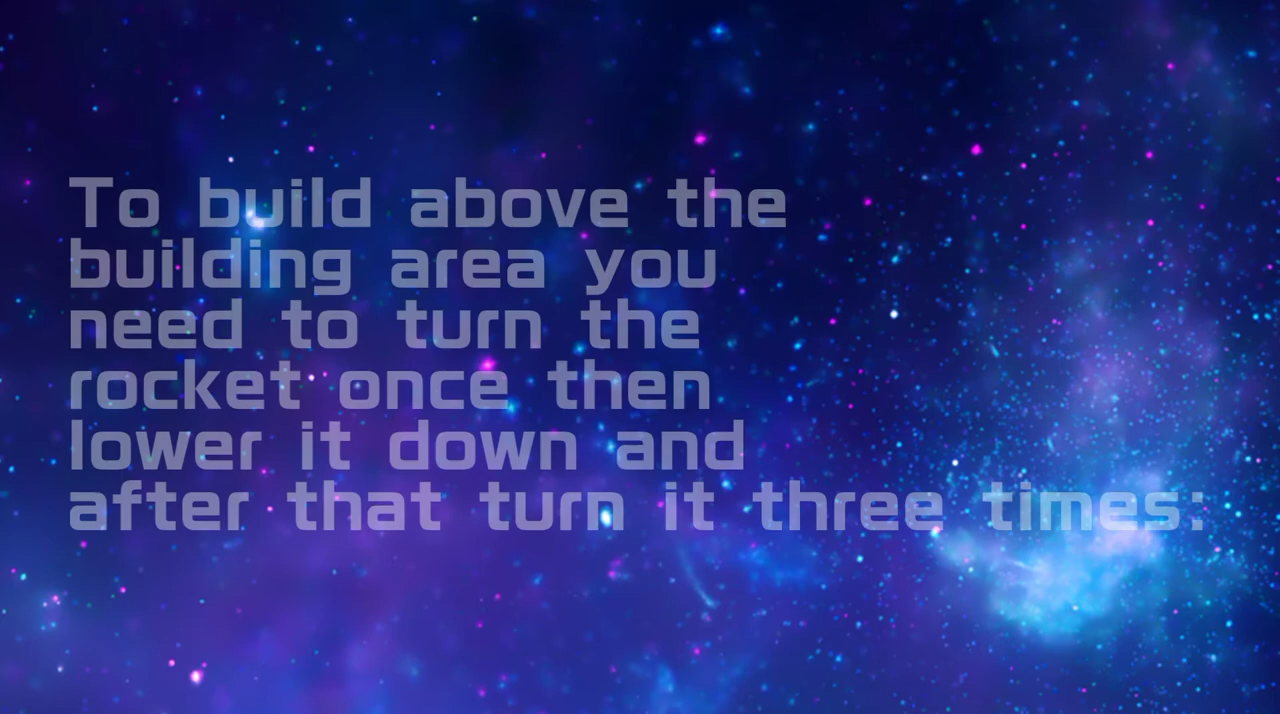 To build above the
building area you
need to turn the
rocket once then
lower it down and
after that turn it three times: